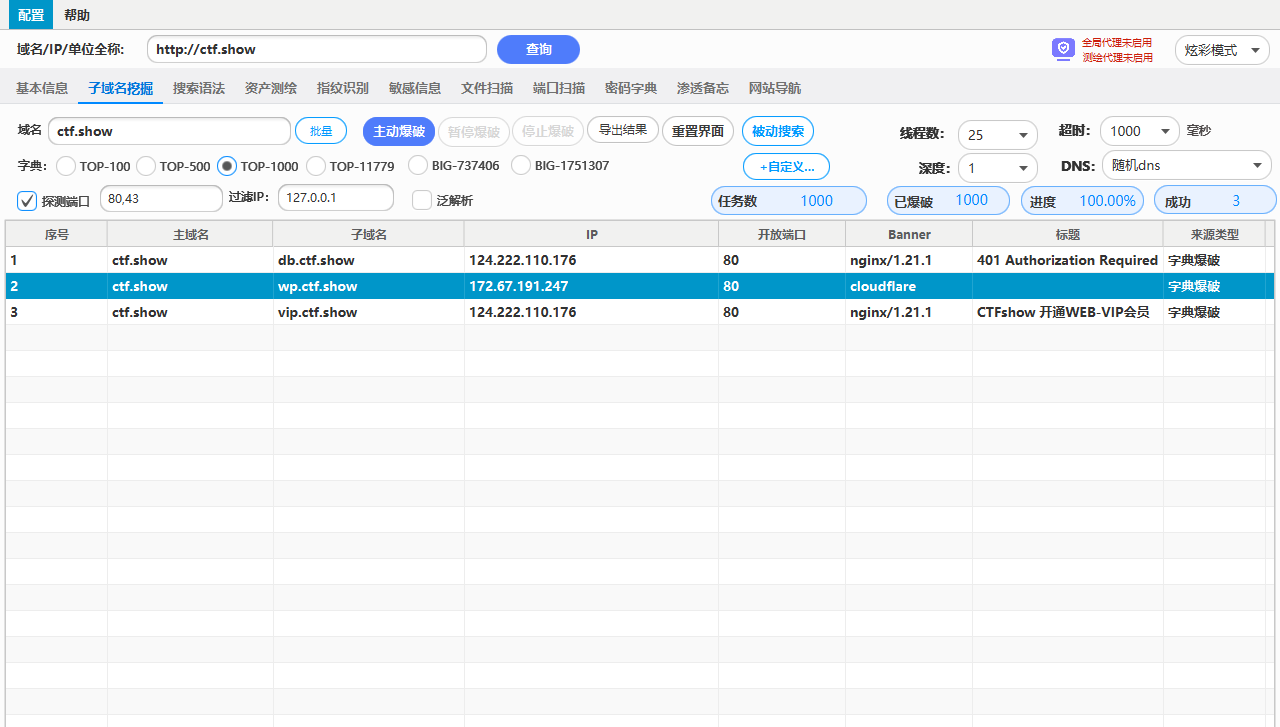 配置 帮助
域名/IP/单位全称: http://ctf.show 查询 全局代理未启用 炫彩模式
测绘代理未启用
基本信息 子域名挖掘 搜索语法 资产测绘 指纹识别 敏感信息 文件扫描 端口扫描 密码字典 渗透备忘 网站导航
域名 ctf.show 批量 主动爆破 暂停爆破 停止爆破 导出结果 重置界面 被动搜索 线程数: 25 超时: 1000 毫秒
字典: TOP-100 TOP-500 TOP-1000 TOP-11779 BIG-737406 BIG-1751307 +自定义... 深度: 1 DNS: 随机dns
探测端口 80,43 过滤IP: 127.0.0.1 泛解析 任务数 1000 已爆破 1000 进度 100.00% 成功 3
序号 主域名 子域名 IP 开放端口 Banner 标题 来源类型
1 ctf.show db.ctf.show 124.222.110.176 80 nginx/1.21.1 401 Authorization Required 字典爆破
2 ctf.show wp.ctf.show 172.67.191.247 80 cloudflare 字典爆破
3 ctf.show vip.ctf.show 124.222.110.176 80 nginx/1.21.1 CTFshow 开通WEB-VIP会员 字典爆破